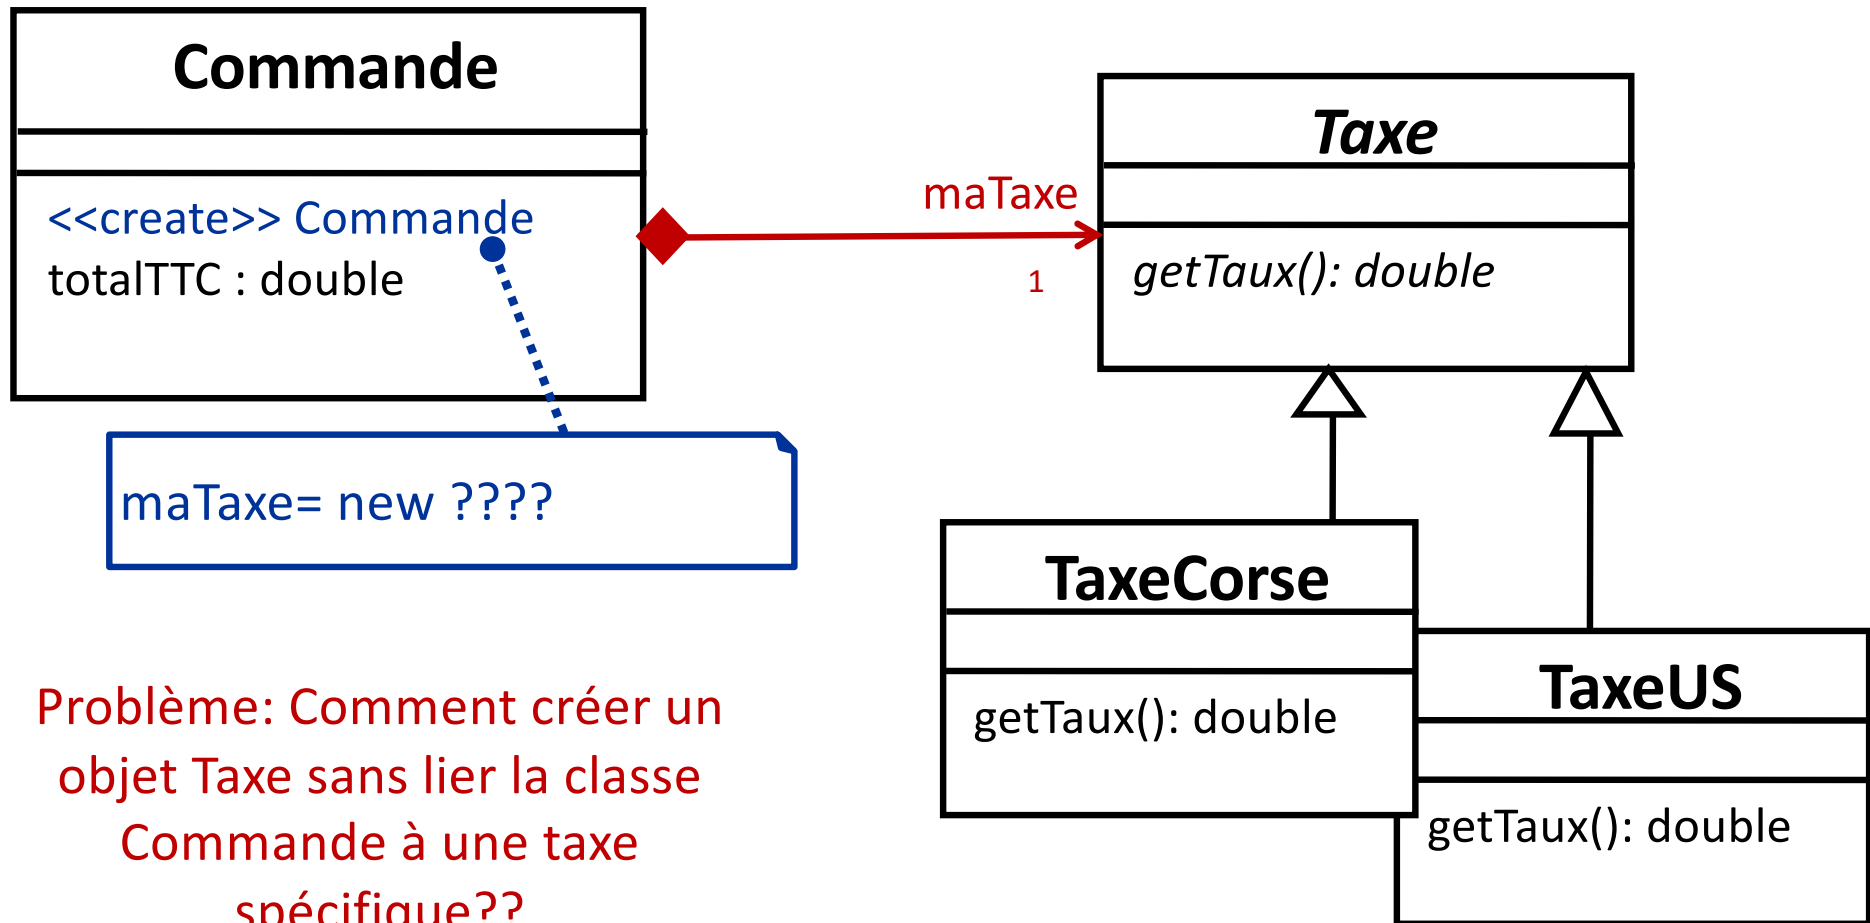 Commande
<<create>> Commande
totalTTC : double
maTaxe= new ????
maTaxe
1
Taxe
getTaux(): double
TaxeCorse
getTaux(): double
TaxeUS
getTaux(): double
Problème: Comment créer un
objet Taxe sans lier la classe
Commande à une taxe
spécifique??